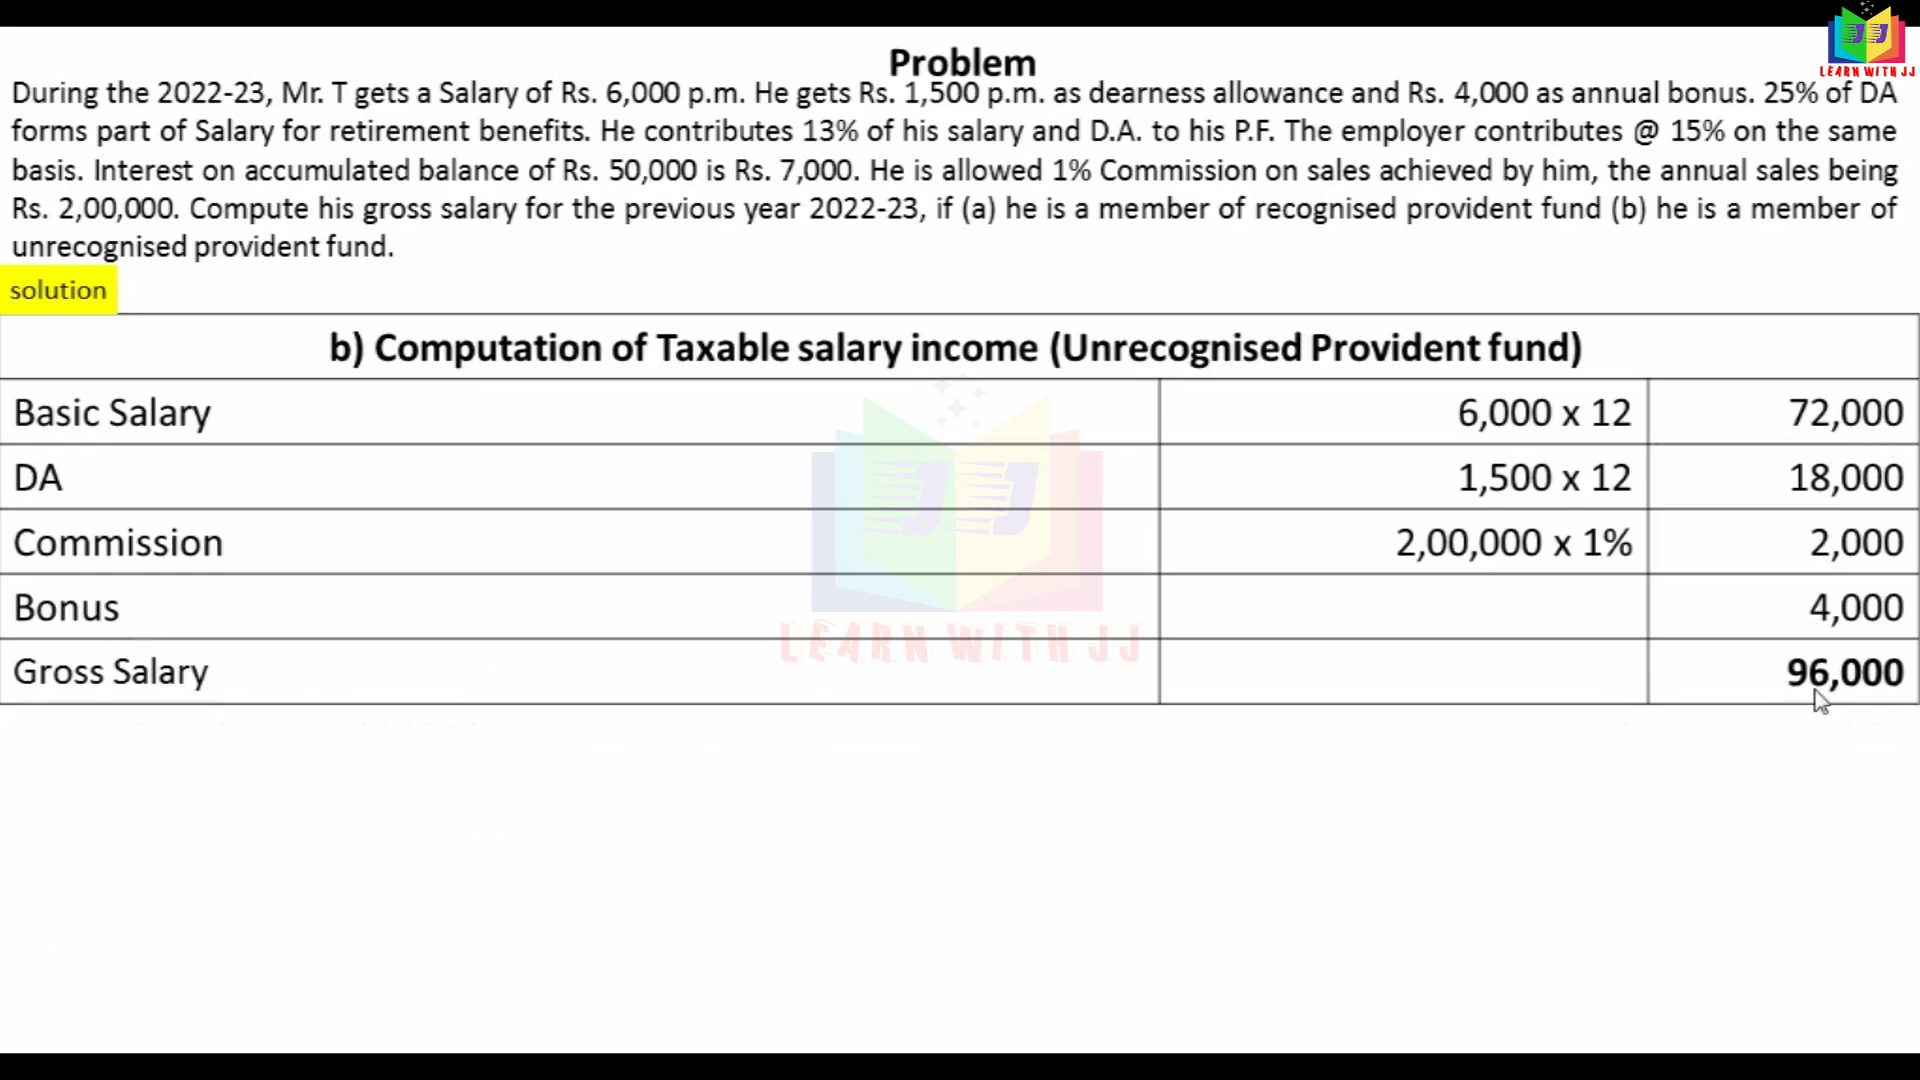 LEARN WITH JJ
Problem
During the 2022-23, Mr. T gets a Salary of Rs. 6,000 p.m. He gets Rs. 1,500 p.m. as dearness allowance and Rs. 4,000 as annual bonus. 25% of DA
forms part of Salary for retirement benefits. He contributes 13% of his salary and D.A. to his P.F. The employer contributes @ 15% on the same
basis. Interest on accumulated balance of Rs. 50,000 is Rs. 7,000. He is allowed 1% Commission on sales achieved by him, the annual sales being
Rs. 2,00,000. Compute his gross salary for the previous year 2022-23, if (a) he is a member of recognised provident fund (b) he is a member of
unrecognised provident fund.
solution
b) Computation of Taxable salary income (Unrecognised Provident fund)
Basic Salary 6,000 x 12 72,000
DA 1,500 x 12 18,000
Commission 2,00,000 x 1% 2,000
Bonus 4,000
LEARN WITH JJ
Gross Salary 96,000